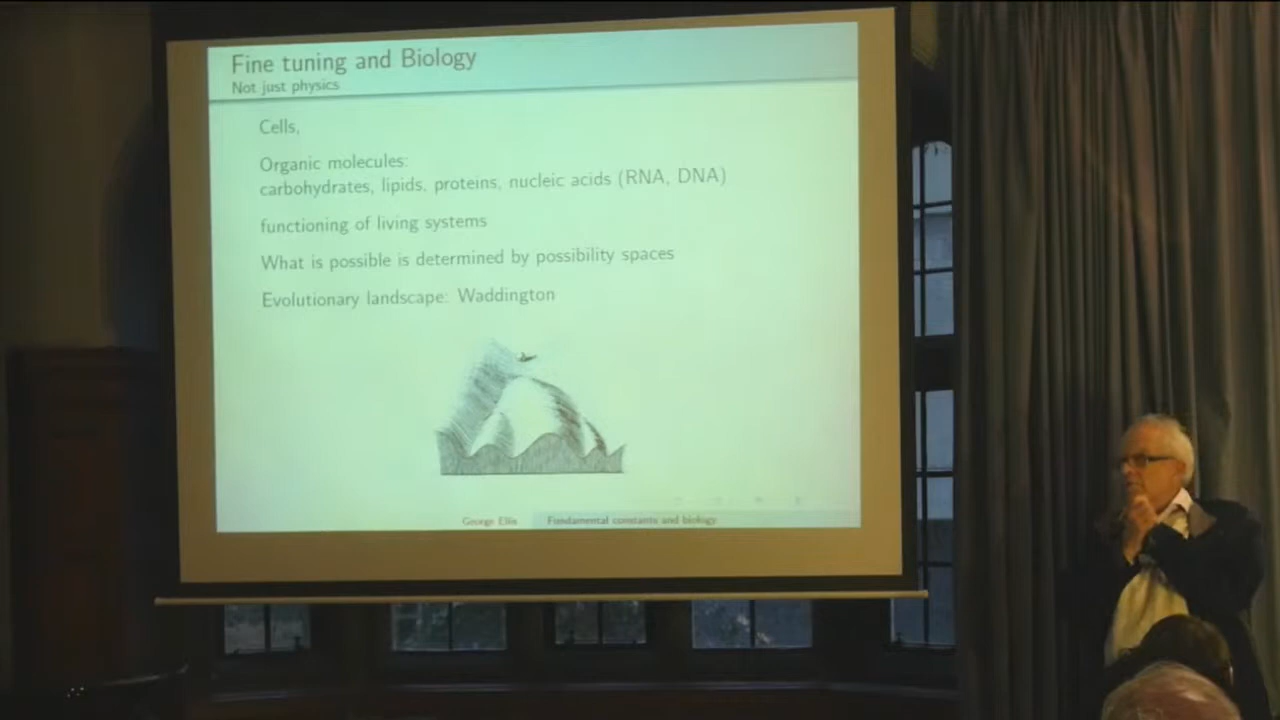 Fine tuning and Biology
Not just physics
Cells,
Organic molecules:
carbohydrates, lipids, proteins, nucleic acids (RNA, DNA)
functioning of living systems
What is possible is determined by possibility spaces
Evolutionary landscape: Waddington
George Ellis Fundamental constants and biology